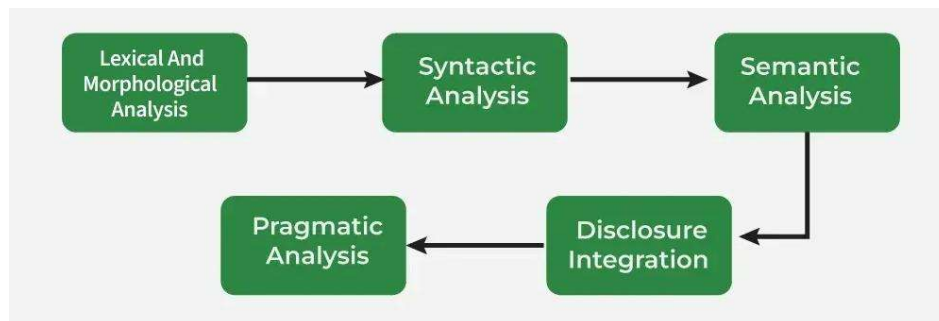 Lexical And
Morphological
Analysis
Syntactic
Analysis
Semantic
Analysis
Disclosure
Integration
Pragmatic
Analysis